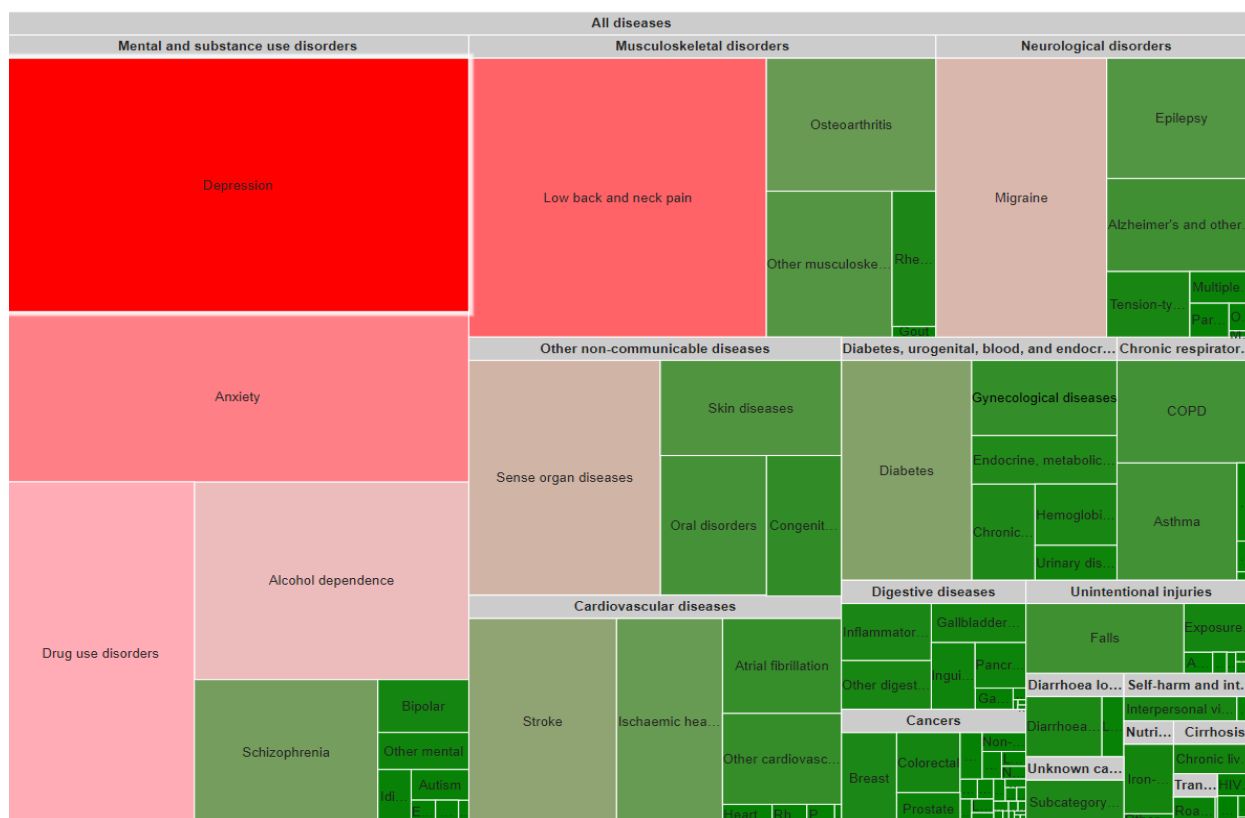 All diseases
Mental and substance use disorders
Musculoskeletal disorders
Neurological disorders
Depression
Low back and neck pain
Osteoarthritis
Other musculoske...
Rhe...
Gout
Migraine
Epilepsy
Alzheimer's and other...
Tension-ty...
Multiple...
Par...
O...
M...
Anxiety
Drug use disorders
Alcohol dependence
Schizophrenia
Bipolar
Other mental
Idi...
Autism
E...
Other non-communicable diseases
Sense organ diseases
Skin diseases
Oral disorders
Congenit...
Diabetes, urogenital, blood, and endocr...
Diabetes
Gynecological diseases
Endocrine, metabolic...
Chronic...
Hemoglobi...
Urinary dis...
Chronic respirator...
COPD
Asthma
Cardiovascular diseases
Stroke
Ischaemic hea...
Atrial fibrillation
Other cardiovasc...
Heart...
Rh...
P...
Digestive diseases
Inflammator...
Other digest...
Gallbladder...
Ingui...
Pancr...
Ga...
Unintentional injuries
Falls
Exposure...
A...
Cancers
Breast
Colorectal
Prostate
Non-...
L...
N...
L...
Diarrhoea lo...
Diarrhoea...
L...
Self-harm and int...
Interpersonal vi...
Unknown ca...
Subcategory...
Nutri...
Iron-...
Cirrhosis
Chronic liv...
Tran...
Roa...
HIV